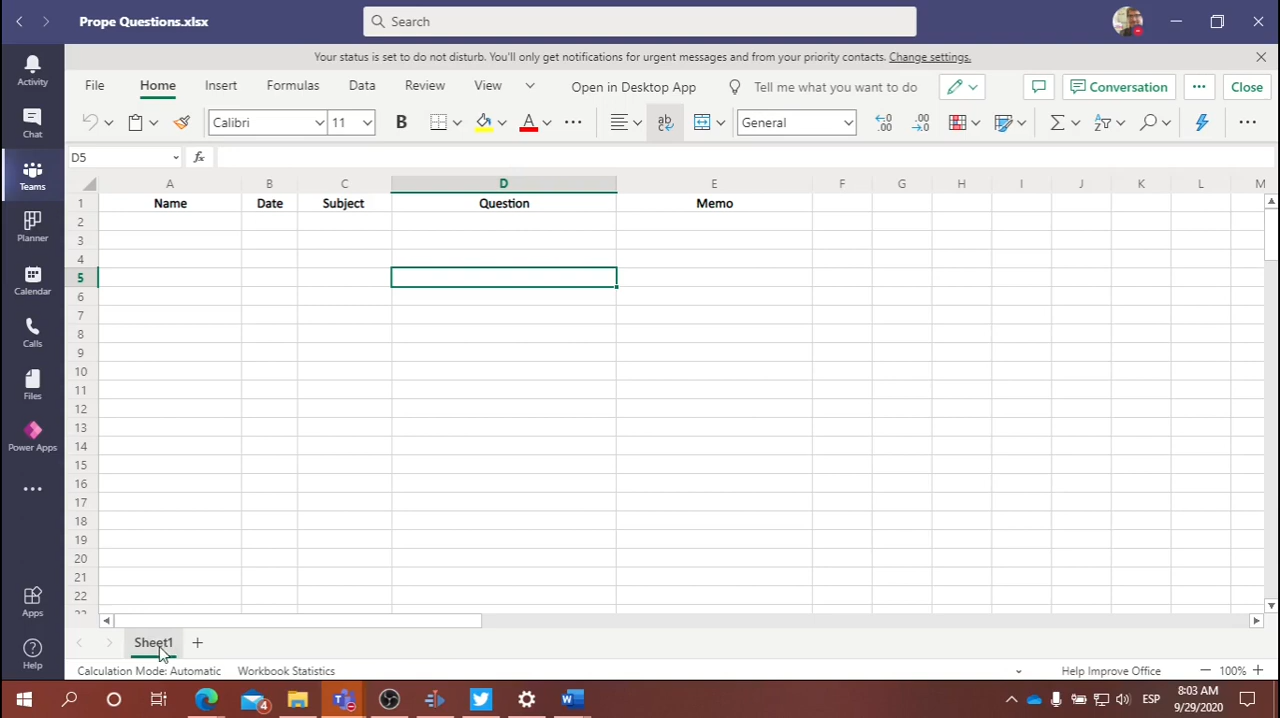 Prope Questions.xlsx
Search
Your status is set to do not disturb. You'll only get notifications for urgent messages and from your priority contacts. Change settings.
Activity
Chat
Teams
Planner
Calendar
Calls
Files
Power Apps
Apps
Help
File Home Insert Formulas Data Review View Open in Desktop App Tell me what you want to do Conversation Close
Calibri 11 B A General
D5 fx
A B C D E F G H I J K L M
1 Name Date Subject Question Memo
2
3
4
5
6
7
8
9
10
11
12
13
14
15
16
17
18
19
20
21
22
23
Sheet1 +
Calculation Mode: Automatic Workbook Statistics Help Improve Office 100%
4 ESP 8:03 AM
9/29/2020